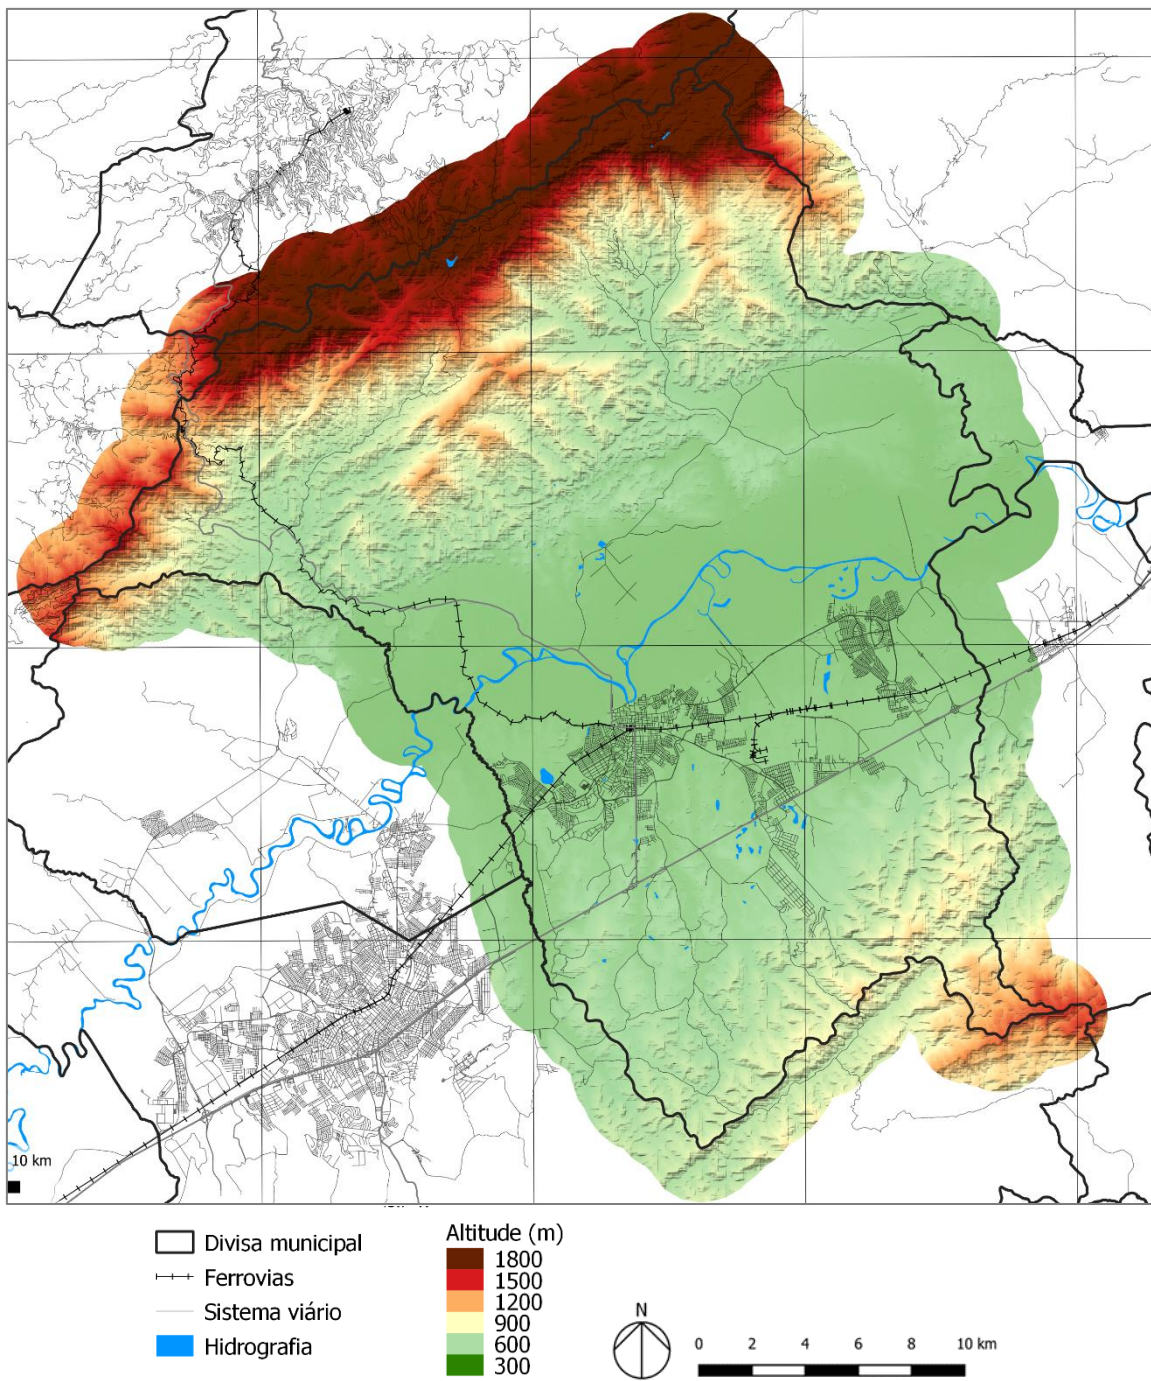 10 km
Divisa municipal
Ferrovias
Sistema viário
Hidrografia
Altitude (m)
1800
1500
1200
900
600
300
N
0 2 4 6 8 10 km